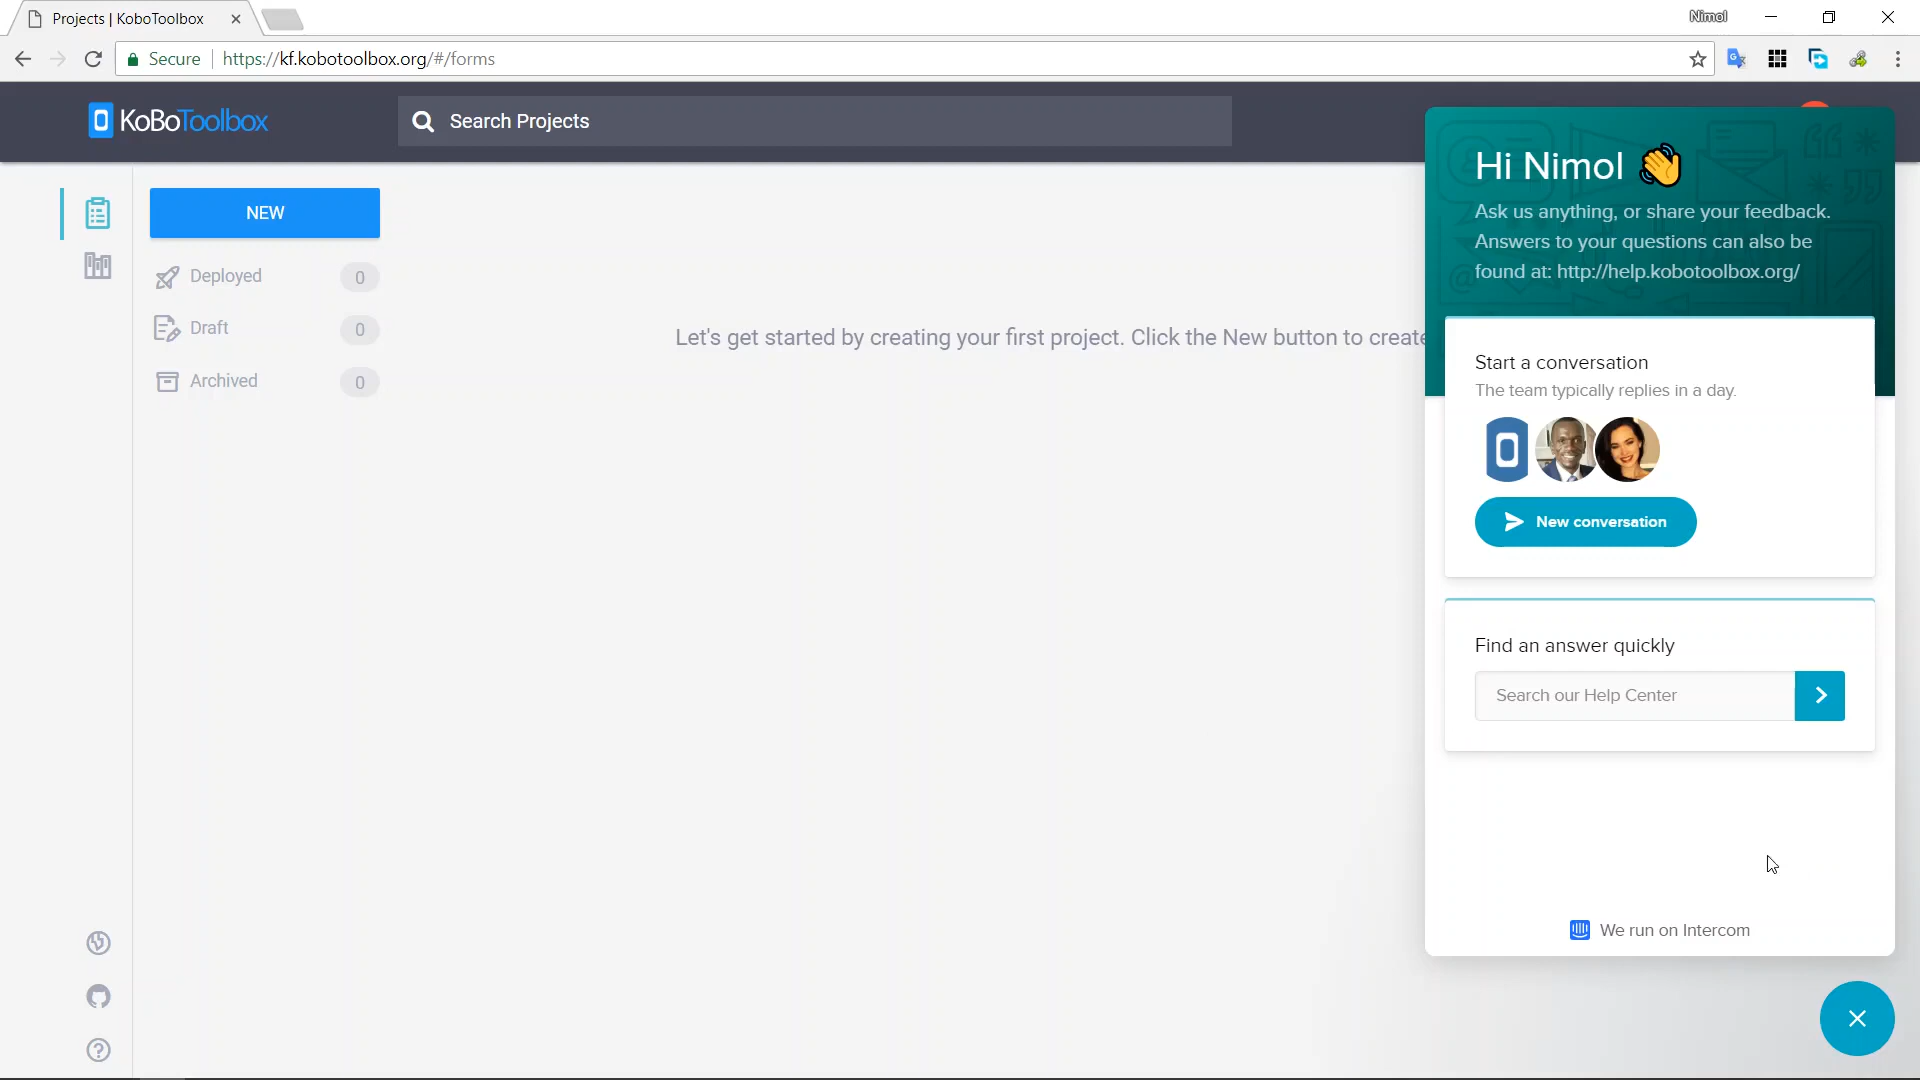 Projects | KoboToolbox
Nimol
Secure
https://kf.kobotoolbox.org/#/forms
KoBoToolbox
Search Projects
NEW
Deployed 0
Draft 0
Archived 0
Let's get started by creating your first project. Click the New button to create
Hi Nimol 👋
Ask us anything, or share your feedback.
Answers to your questions can also be
found at: http://help.kobotoolbox.org/
Start a conversation
The team typically replies in a day.
New conversation
Find an answer quickly
Search our Help Center
We run on Intercom